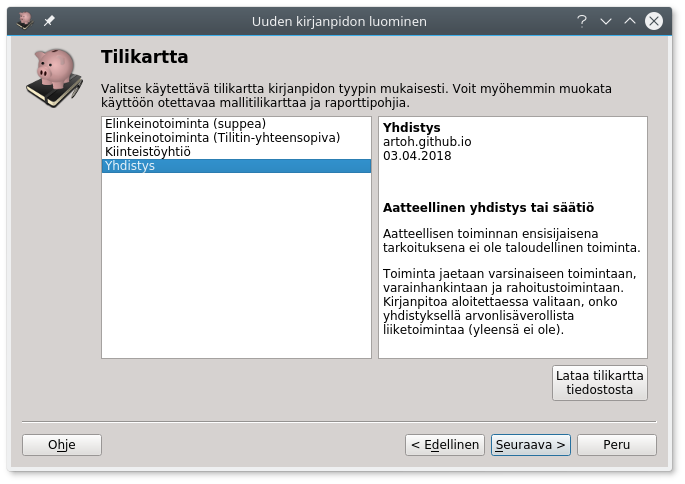 Uuden kirjanpidon luominen
Tilikartta
Valitse käytettävä tilikartta kirjanpidon tyypin mukaisesti. Voit myöhemmin muokata
käyttöön otettavaa mallitilikarttaa ja raporttipohjia.
Elinkeinotoiminta (suppea)
Elinkeinotoiminta (Tilitin-yhteensopiva)
Kiinteistöyhtiö
Yhdistys
Yhdistys
artoh.github.io
03.04.2018
Aatteellinen yhdistys tai säätiö
Aatteellisen toiminnan ensisijaisena
tarkoituksena ei ole taloudellinen toiminta.
Toiminta jaetaan varsinaiseen toimintaan,
varainhankintaan ja rahoitustoimintaan.
Kirjanpitoa aloitettaessa valitaan, onko
yhdistyksellä arvonlisäverollista
liiketoimintaa (yleensä ei ole).
Lataa tilikartta
tiedostosta
Ohje
< Edellinen
Seuraava >
Peru